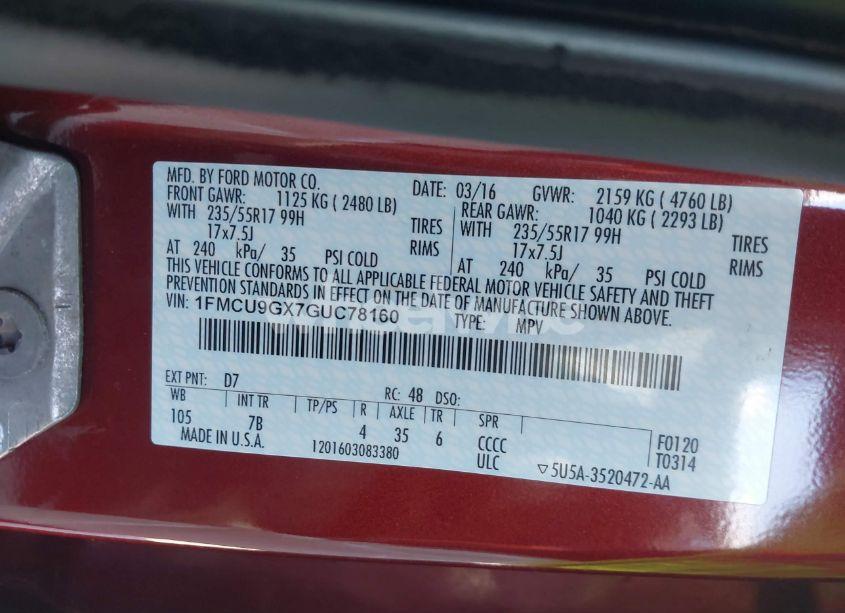 MFD. BY FORD MOTOR CO. DATE: 03/16 GVWR: 2159 KG ( 4760 LB)
FRONT GAWR: 1125 KG ( 2480 LB) REAR GAWR: 1040 KG ( 2293 LB)
WITH 235/55R17 99H TIRES WITH 235/55R17 99H TIRES
17x7.5J RIMS 17x7.5J RIMS
AT 240 kPa/ 35 PSI COLD AT 240 kPa/ 35 PSI COLD
THIS VEHICLE CONFORMS TO ALL APPLICABLE FEDERAL MOTOR VEHICLE SAFETY AND THEFT
PREVENTION STANDARDS IN EFFECT ON THE DATE OF MANUFACTURE SHOWN ABOVE.
VIN: 1FMCU9GX7GUC78160 TYPE: MPV
EXT PNT: D7 RC: 48 DSO:
WB INT TR TP/PS R AXLE TR SPR
105 7B 4 35 6 CCCC F0120
MADE IN U.S.A. 1201603083380 ULC T0314
▽5U5A-3520472-AA